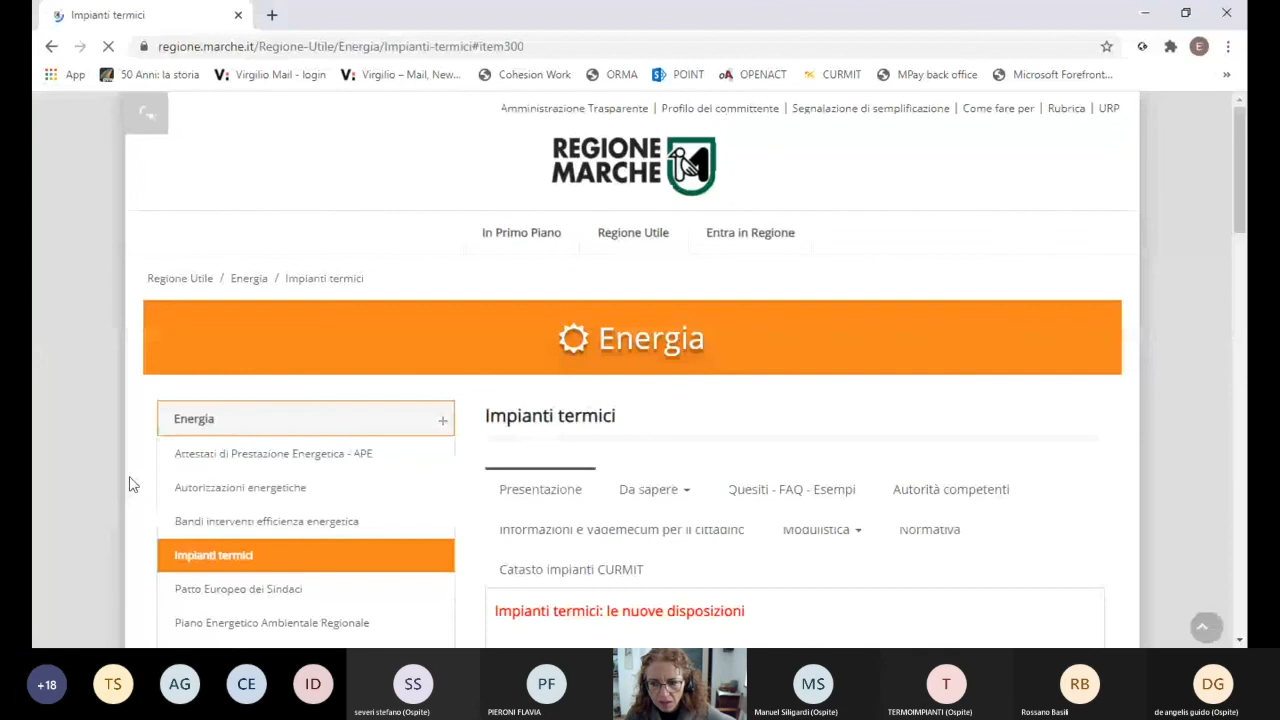 Impianti termici
regione.marche.it/Regione-Utile/Energia/Impianti-termici#item300
E
App 50 Anni: la storia Virgilio Mail - login Virgilio – Mail, New... Cohesion Work ORMA POINT OPENACT CURMIT MPay back office Microsoft Forefront... »
Amministrazione Trasparente | Profilo del committente | Segnalazione di semplificazione | Come fare per | Rubrica | URP
REGIONE
MARCHE
In Primo Piano Regione Utile Entra in Regione
Regione Utile / Energia / Impianti termici
Energia
Energia +
Attestati di Prestazione Energetica - APE
Autorizzazioni energetiche
Bandi interventi efficienza energetica
Impianti termici
Patto Europeo dei Sindaci
Piano Energetico Ambientale Regionale
Impianti termici
Presentazione Da sapere Quesiti - FAQ - Esempi Autorità competenti
Informazioni e vademecum per il cittadino Modulistica Normativa
Catasto impianti CURMIT
Impianti termici: le nuove disposizioni
+18 TS AG CE ID SS PF MS T RB DG
severi stefano (Ospite) PIERONI FLAVIA Manuel Siligardi (Ospite) TERMOIMPIANTI (Ospite) Rossano Basili de angelis guido (Ospite)